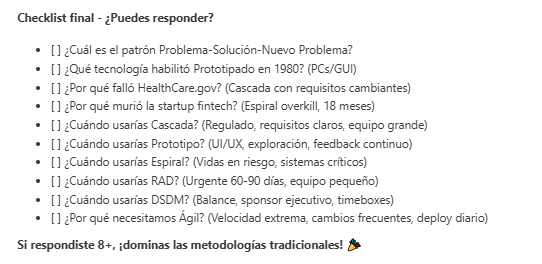 Checklist final - ¿Puedes responder?
• [ ] ¿Cuál es el patrón Problema-Solución-Nuevo Problema?
• [ ] ¿Qué tecnología habilitó Prototipado en 1980? (PCs/GUI)
• [ ] ¿Por qué falló HealthCare.gov? (Cascada con requisitos cambiantes)
• [ ] ¿Por qué murió la startup fintech? (Espiral overkill, 18 meses)
• [ ] ¿Cuándo usarías Cascada? (Regulado, requisitos claros, equipo grande)
• [ ] ¿Cuándo usarías Prototipo? (UI/UX, exploración, feedback continuo)
• [ ] ¿Cuándo usarías Espiral? (Vidas en riesgo, sistemas críticos)
• [ ] ¿Cuándo usarías RAD? (Urgente 60-90 días, equipo pequeño)
• [ ] ¿Cuándo usarías DSDM? (Balance, sponsor ejecutivo, timeboxes)
• [ ] ¿Por qué necesitamos Ágil? (Velocidad extrema, cambios frecuentes, deploy diario)
Si respondiste 8+, ¡dominas las metodologías tradicionales! 🎉